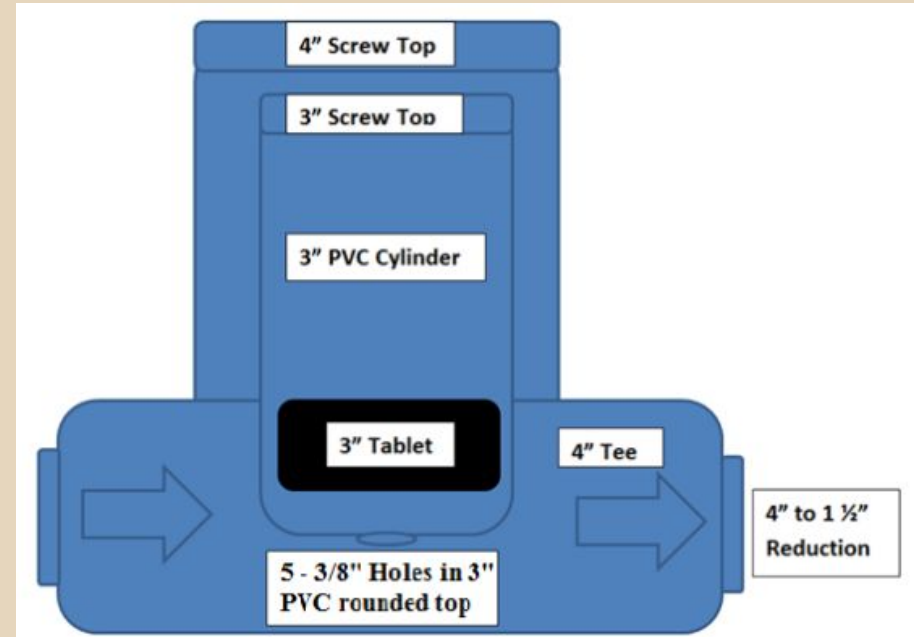 4” Screw Top
3” Screw Top
3” PVC Cylinder
3” Tablet
4” Tee
4” to 1 ½”
Reduction
5 - 3/8" Holes in 3"
PVC rounded top